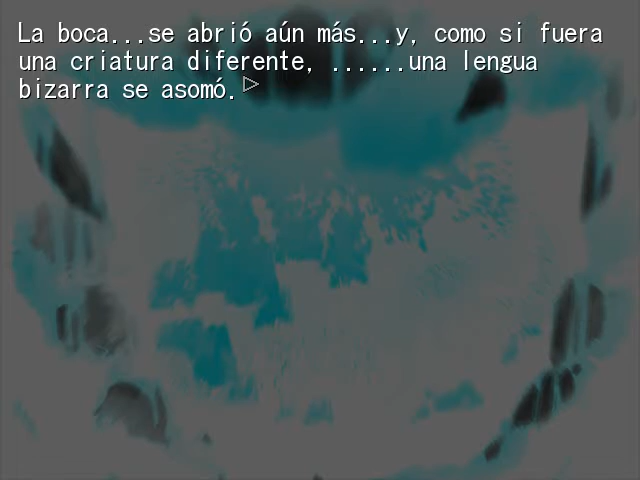 La boca...se abrió aún más...y, como si fuera
una criatura diferente, ......una lengua
bizarra se asomó.